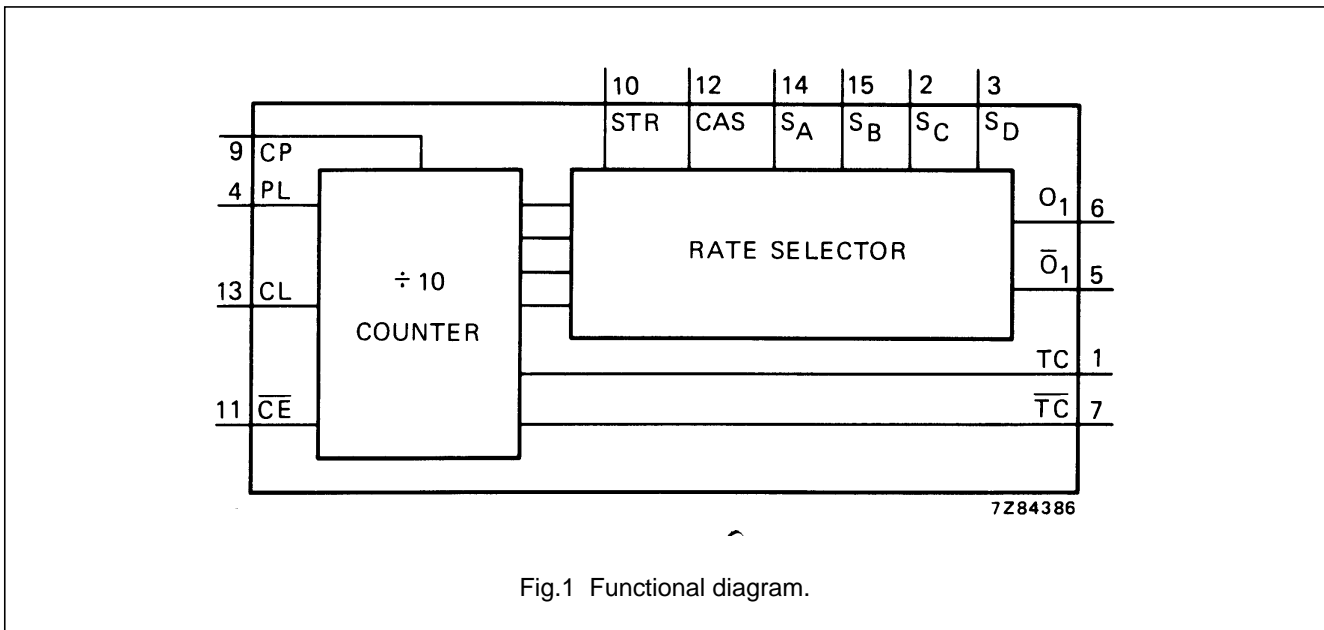 10 12 14 15 2 3
STR CAS S_A S_B S_C S_D
9 CP
4 PL
O_1 6
RATE SELECTOR
÷ 10
COUNTER
13 CL
Ō_1 5
TC 1
11 C̅E̅
T̅C̅ 7
7Z84386
Fig.1 Functional diagram.